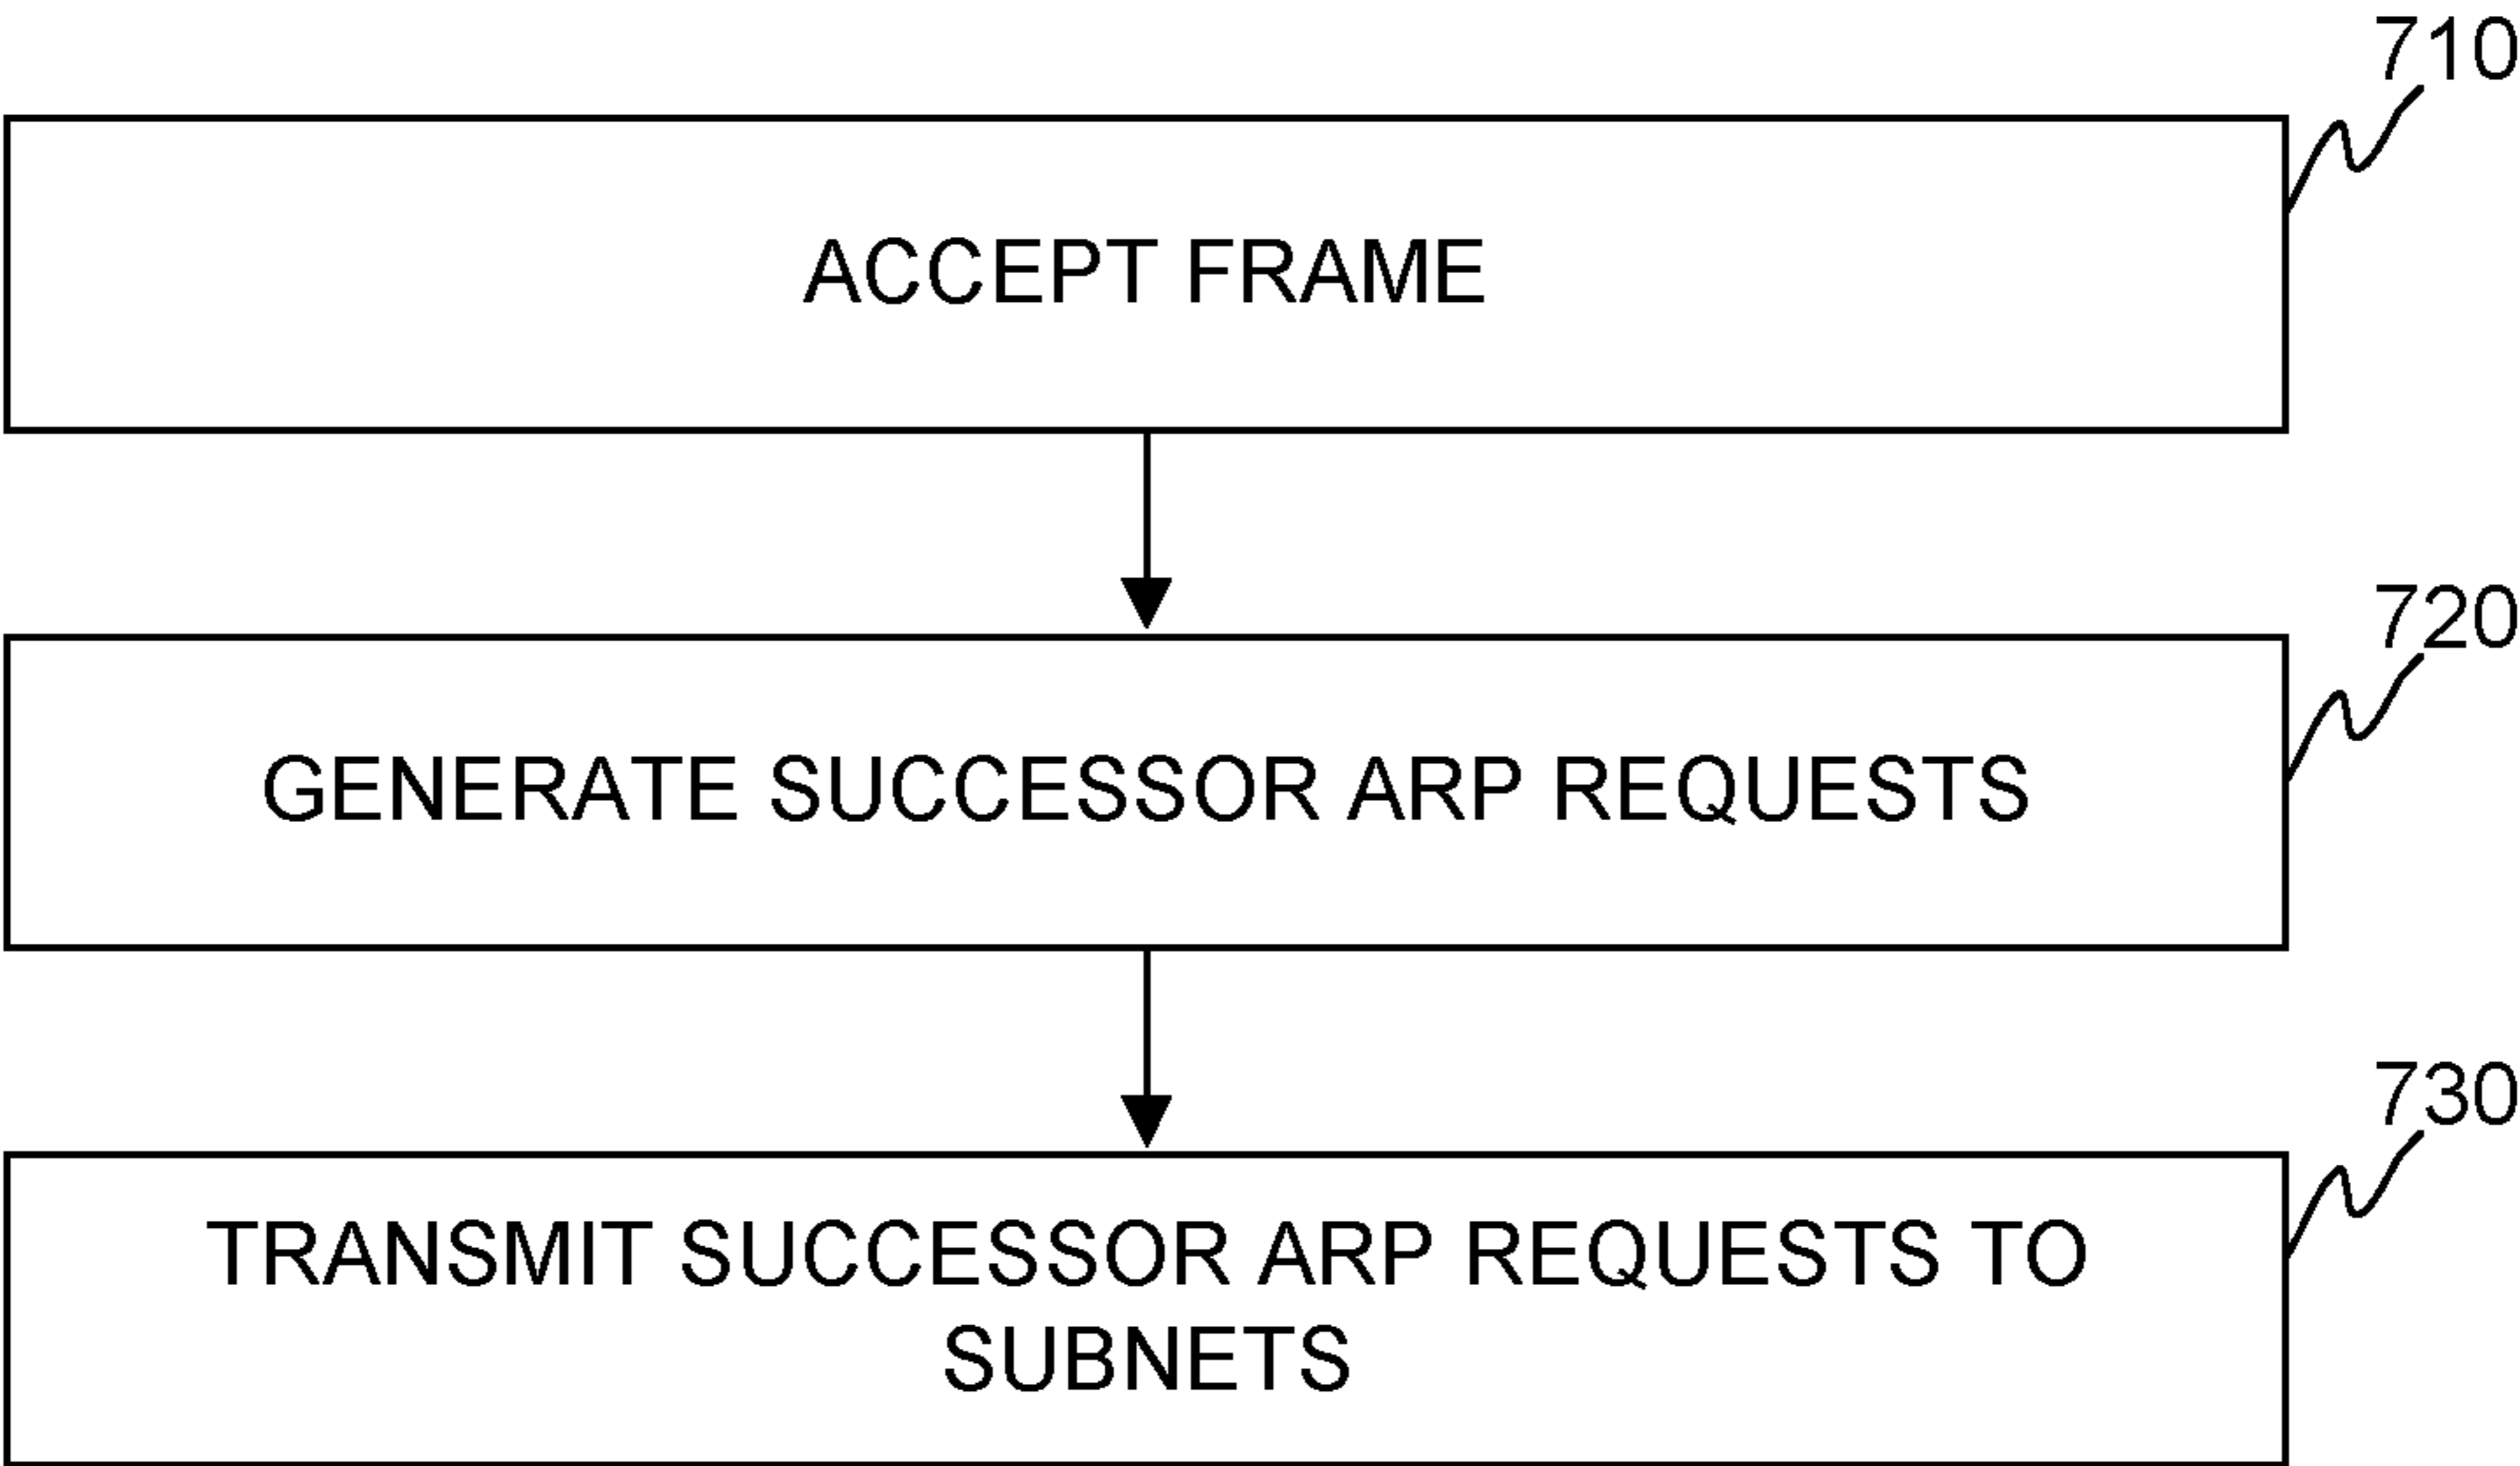 710
ACCEPT FRAME
720
GENERATE SUCCESSOR ARP REQUESTS
730
TRANSMIT SUCCESSOR ARP REQUESTS TO
SUBNETS